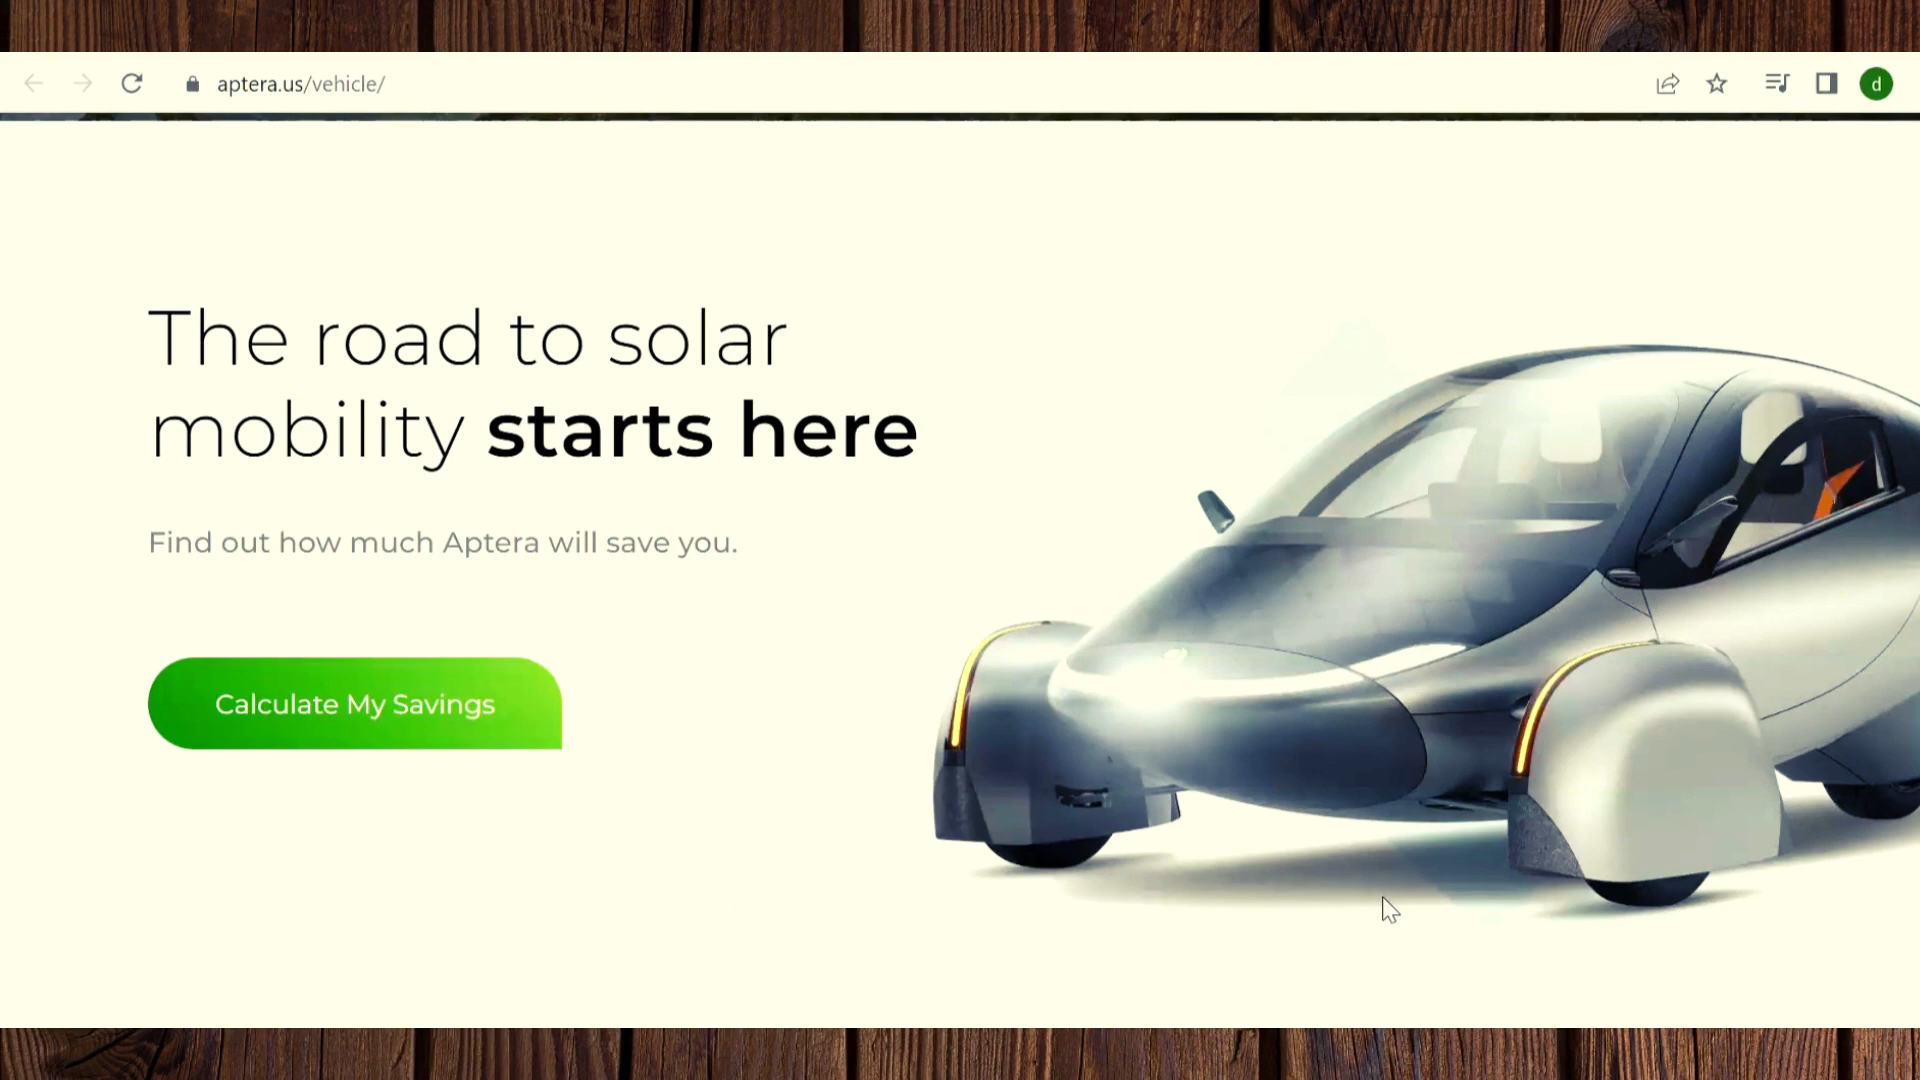 aptera.us/vehicle/
d
The road to solar
mobility starts here
Find out how much Aptera will save you.
Calculate My Savings